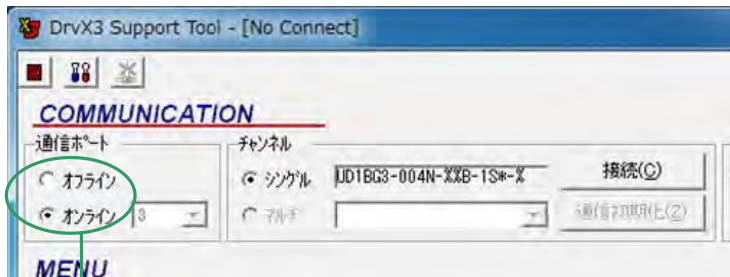 DrvX3 Support Tool - [No Connect]
COMMUNICATION
通信ポート
チャンネル
オフライン
シングル UD1BG3-004N-XXB-1S*-X 接続(C)
オンライン 3 マルチ 通信初期化(Z)
MENU